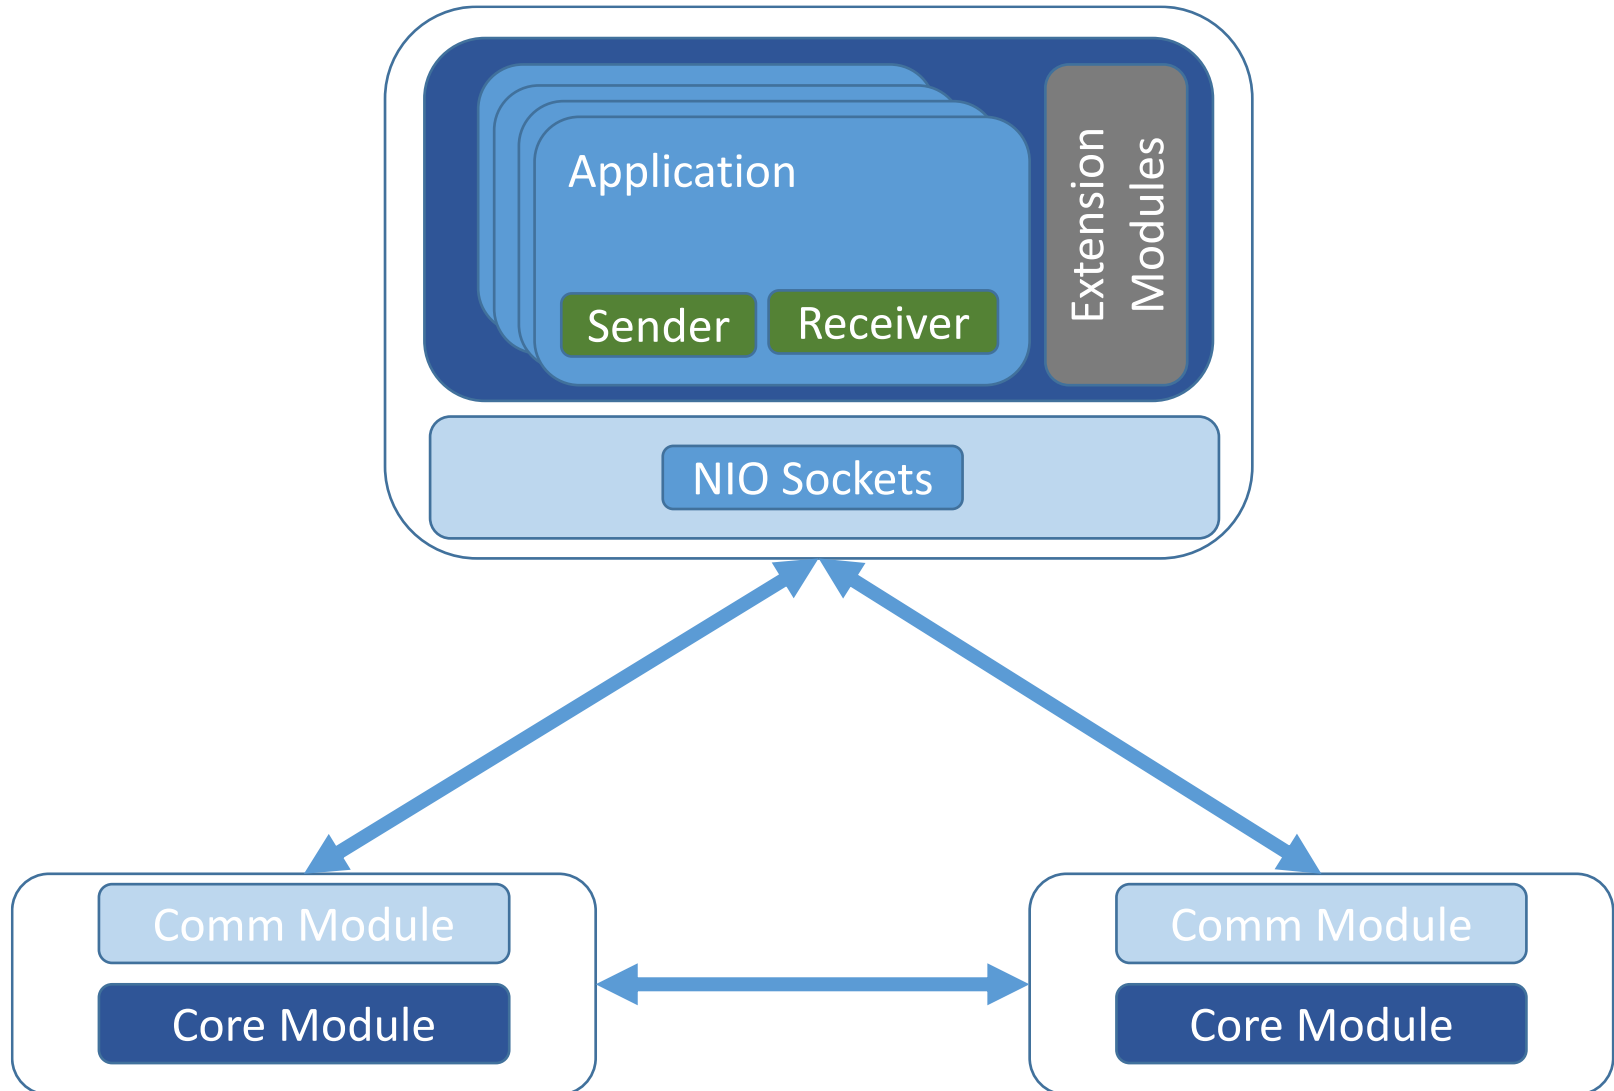 Application
Extension
Modules
Sender
Receiver
NIO Sockets
Comm Module
Core Module
Comm Module
Core Module